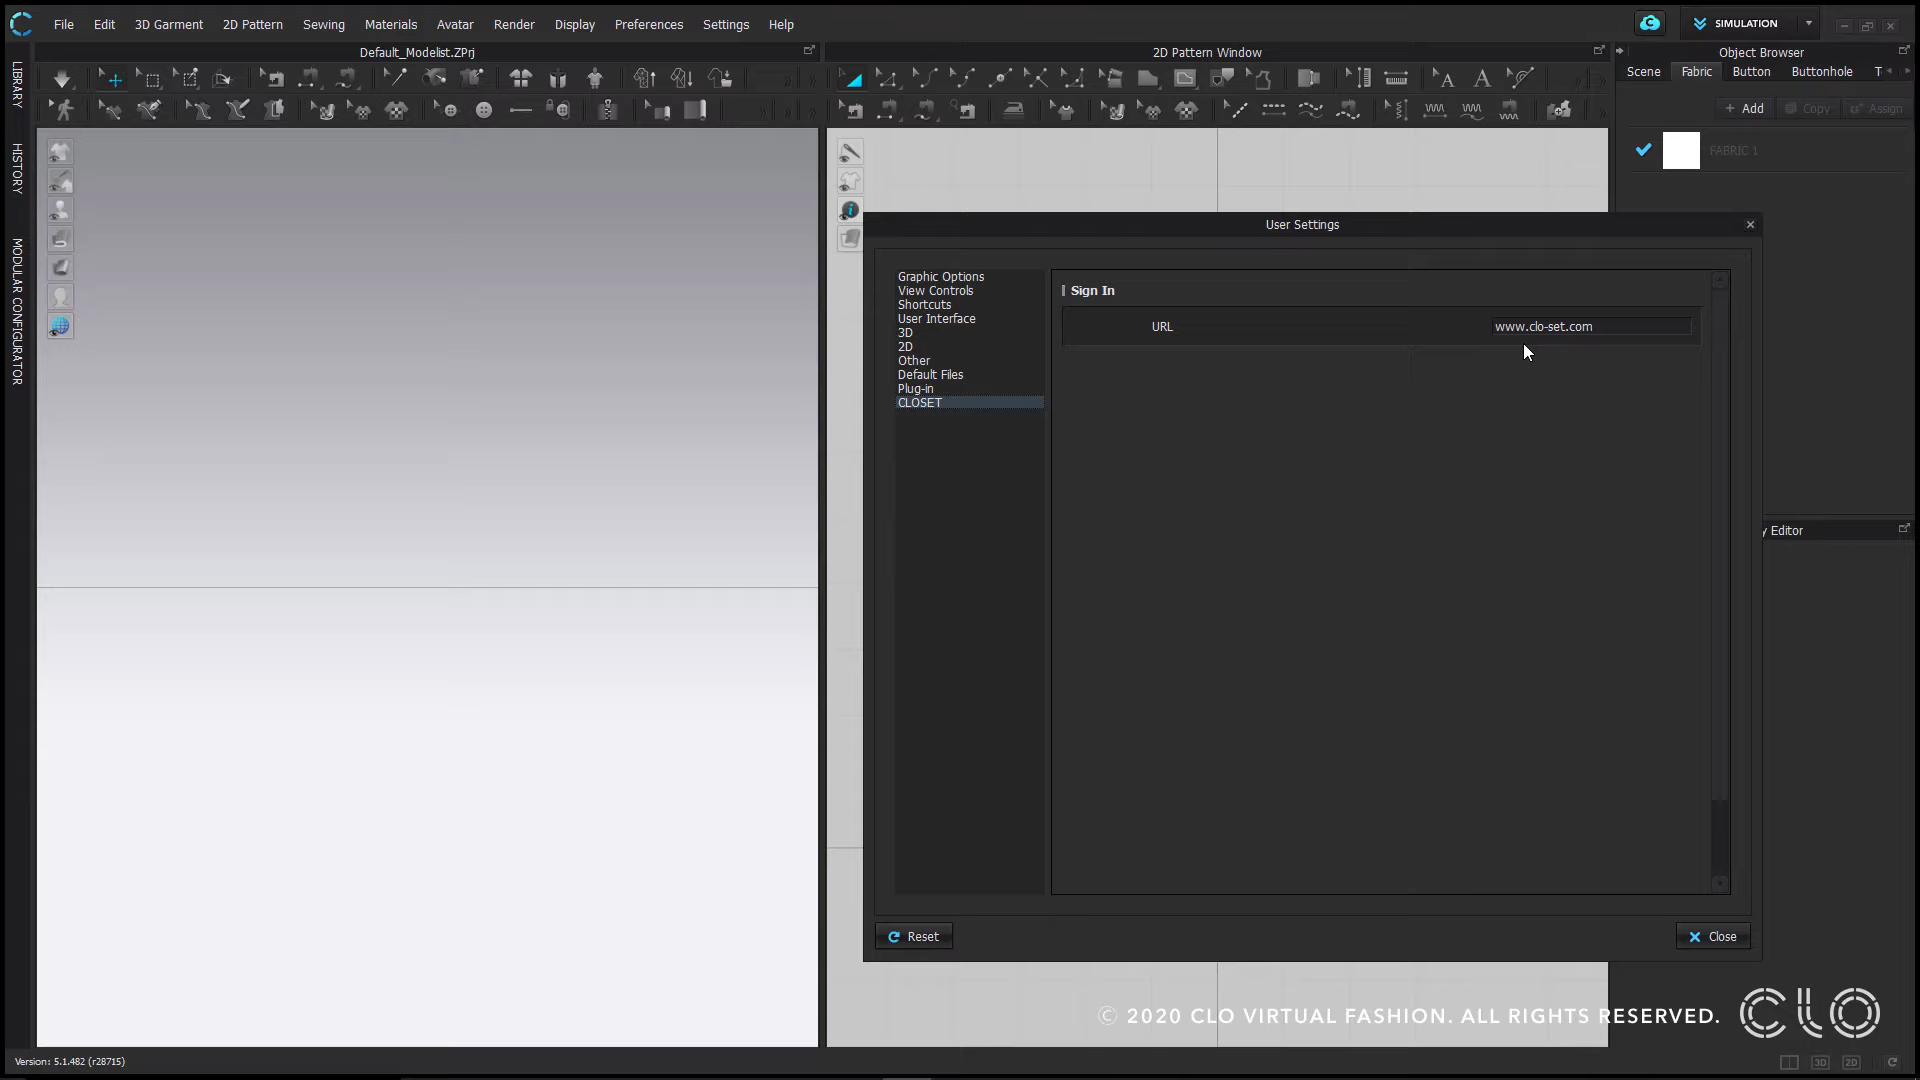 File Edit 3D Garment 2D Pattern Sewing Materials Avatar Render Display Preferences Settings Help
SIMULATION
Default_Modelist.ZPrj
2D Pattern Window
Object Browser
Scene Fabric Button Buttonhole T
+ Add Copy Assign
FABRIC 1
LIBRARY
HISTORY
MODULAR CONFIGURATOR
User Settings
Graphic Options
View Controls
Shortcuts
User Interface
3D
2D
Other
Default Files
Plug-in
CLOSET
Sign In
URL www.clo-set.com
y Editor
Reset
Close
© 2020 CLO VIRTUAL FASHION. ALL RIGHTS RESERVED. CLO
Version: 5.1.482 (r28715)
3D 2D